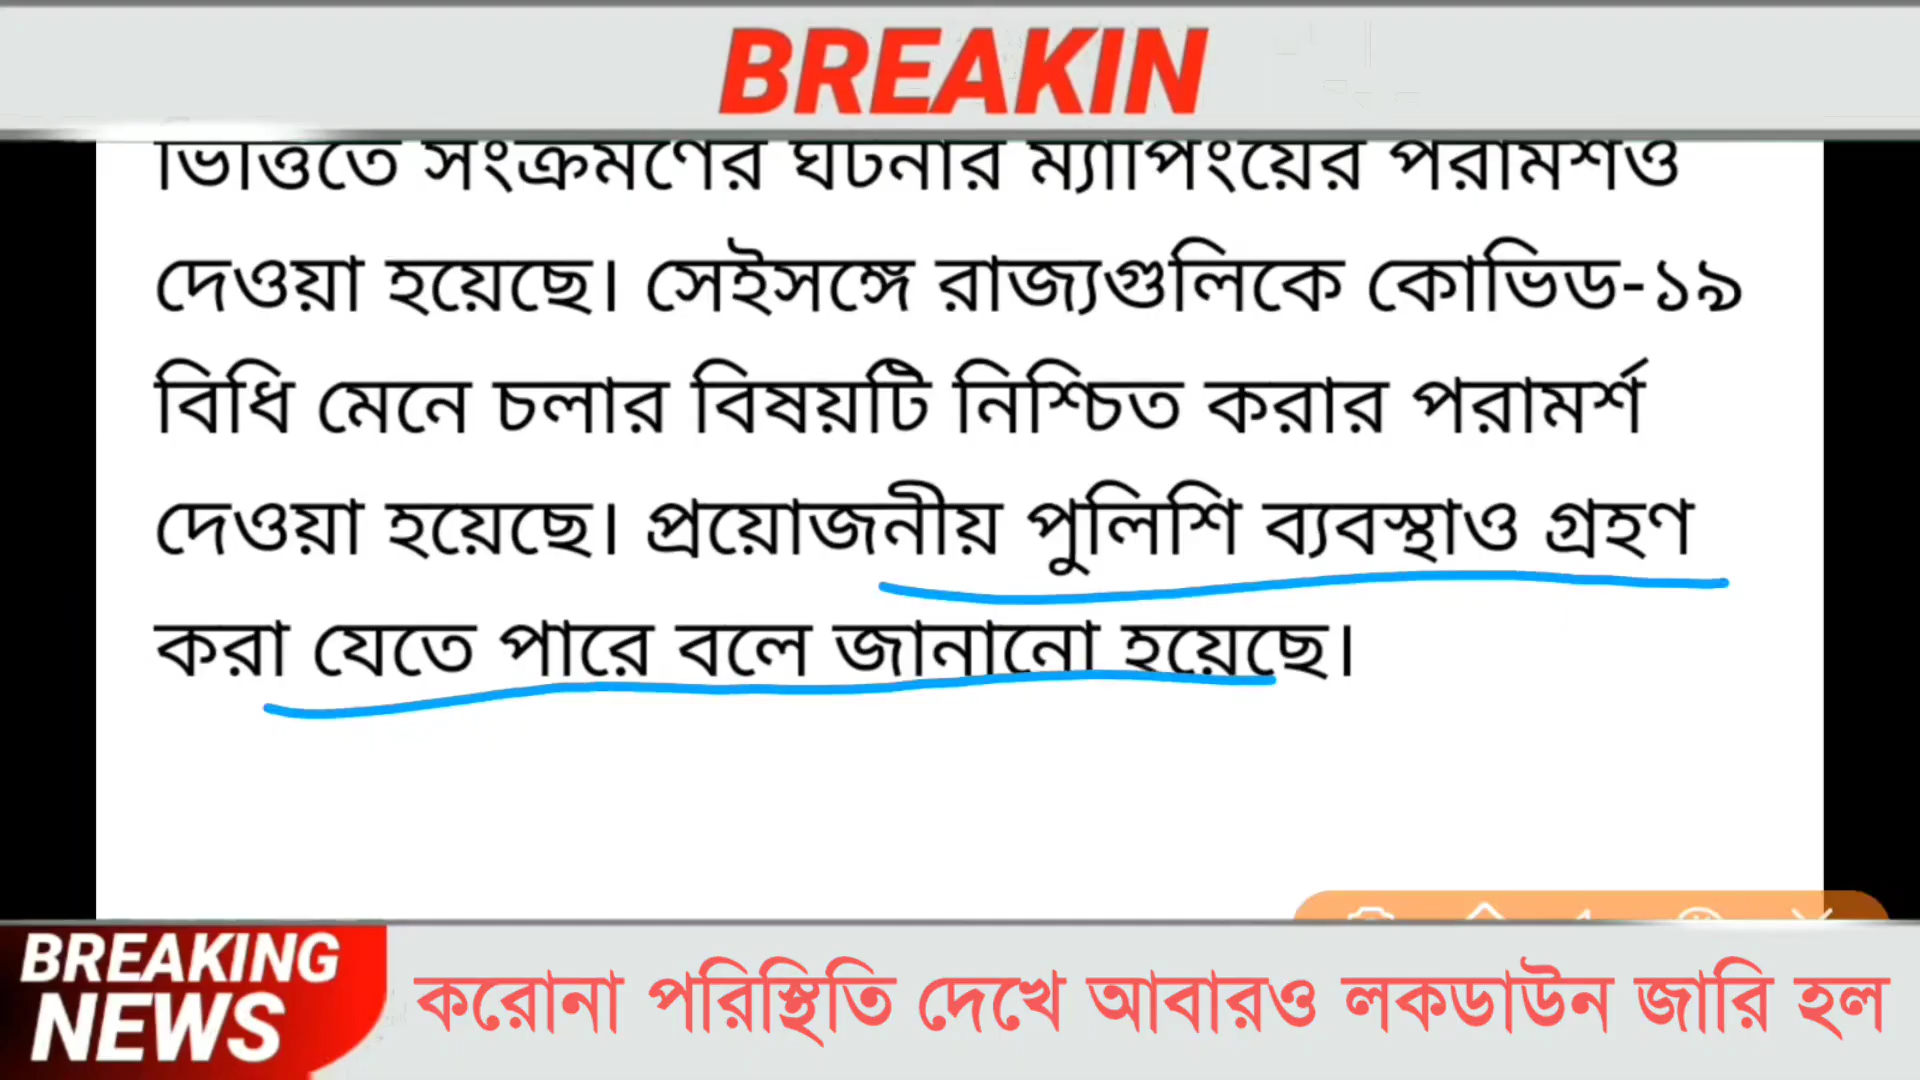 BREAKIN
ভিত্তিতে সংক্রমণের ঘটনার ম্যাপিংয়ের পরামর্শও
দেওয়া হয়েছে। সেইসঙ্গে রাজ্যগুলিকে কোভিড-১৯
বিধি মেনে চলার বিষয়টি নিশ্চিত করার পরামর্শ
দেওয়া হয়েছে। প্রয়োজনীয় পুলিশি ব্যবস্থাও গ্রহণ
করা যেতে পারে বলে জানানো হয়েছে।
BREAKING
NEWS
করোনা পরিস্থিতি দেখে আবারও লকডাউন জারি হল